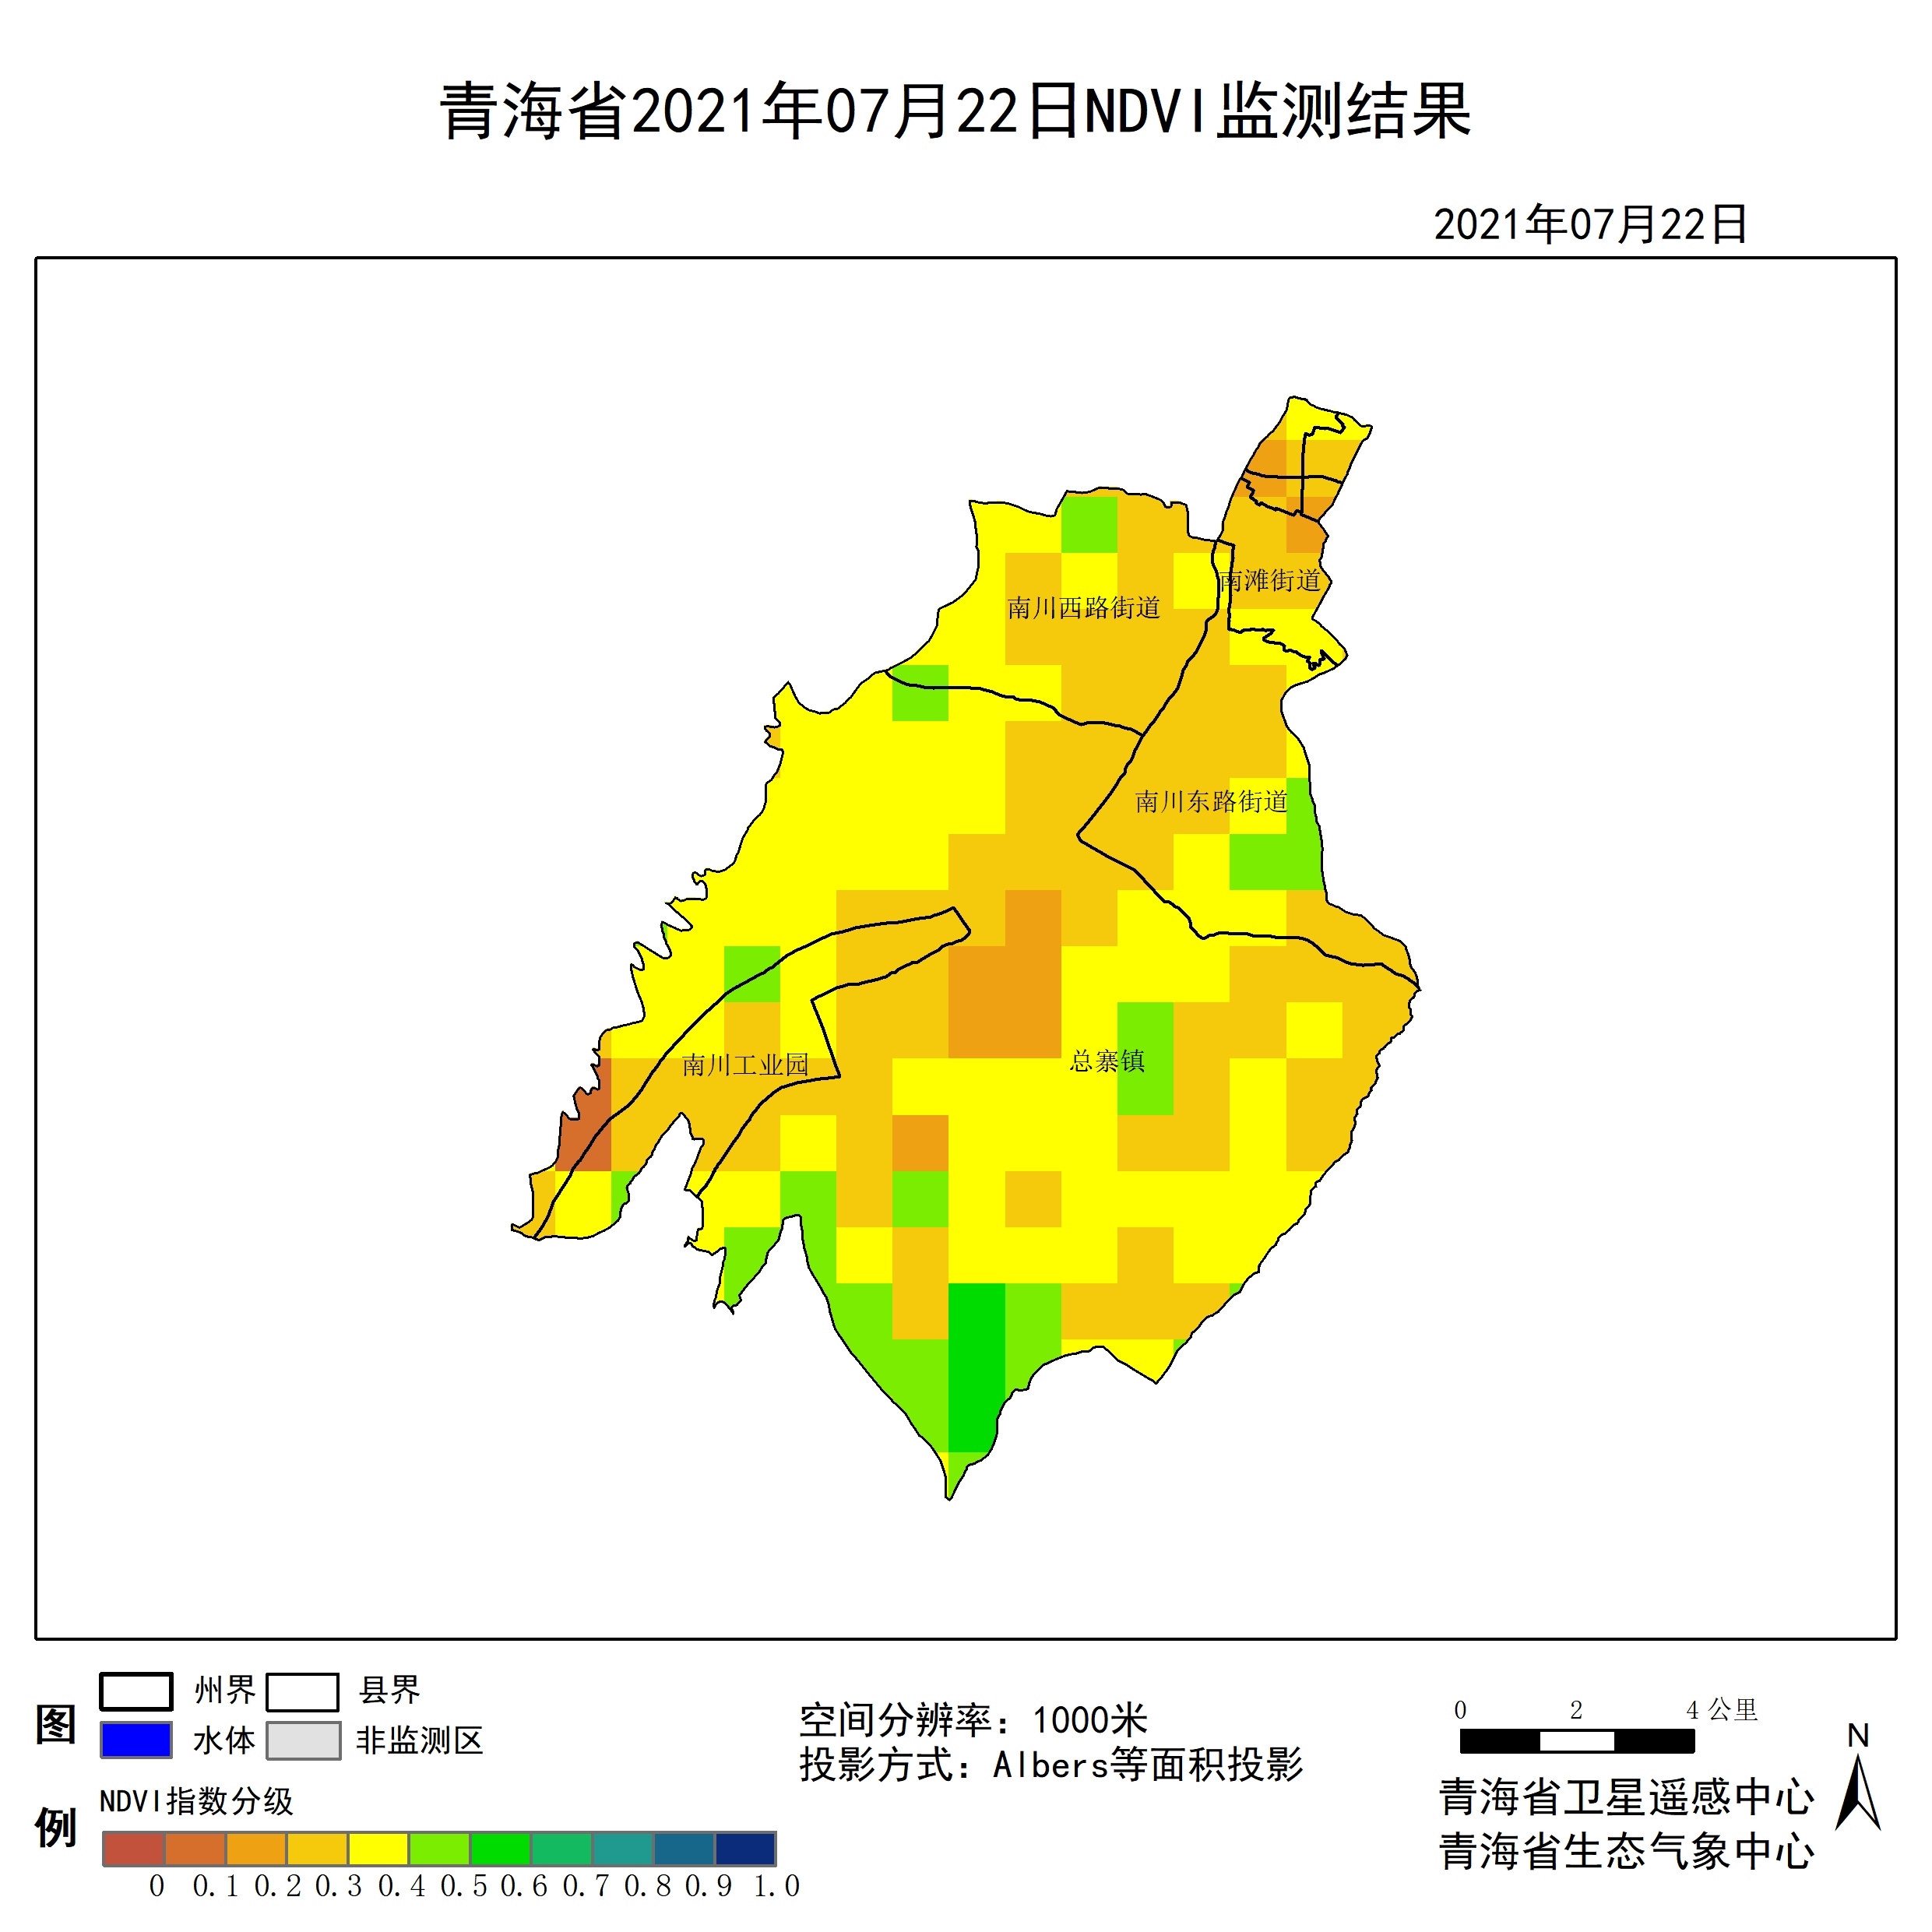 青海省2021年07月22日NDVI监测结果
2021年07月22日
南滩街道
南川西路街道
南川东路街道
南川工业园
总寨镇
图例
州界
县界
水体
非监测区
NDVI指数分级
0 0.1 0.2 0.3 0.4 0.5 0.6 0.7 0.8 0.9 1.0
空间分辨率：1000米
投影方式：Albers等面积投影
0 2 4 公里
N
青海省卫星遥感中心
青海省生态气象中心